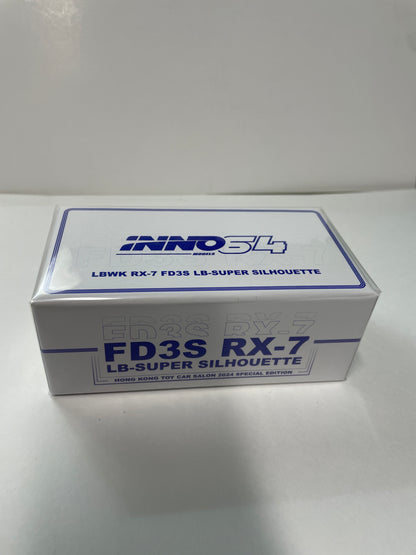 INNO64
MODELS
LBWK RX-7 FD3S LB-SUPER SILHOUETTE
FD3S RX-7
FD3S RX-7
LB-SUPER SILHOUETTE
HONG KONG TOY CAR SALON 2024 SPECIAL EDITION